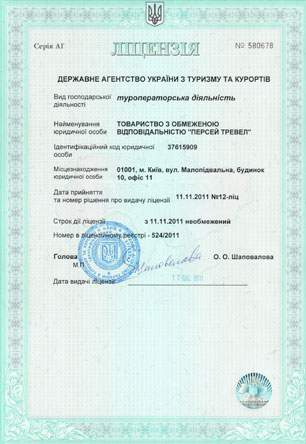 Серія АГ
ЛІЦЕНЗІЯ
№ 580678
ДЕРЖАВНЕ АГЕНТСТВО УКРАЇНИ З ТУРИЗМУ ТА КУРОРТІВ
Вид господарської діяльності туроператорська діяльність
Найменування юридичної особи ТОВАРИСТВО З ОБМЕЖЕНОЮ
ВІДПОВІДАЛЬНІСТЮ "ПЕРСЕЙ ТРЕВЕЛ"
Ідентифікаційний код юридичної особи 37615909
Місцезнаходження юридичної особи 01001, м. Київ, вул. Малопідвальна, будинок
10, офіс 11
Дата прийняття
та номер рішення про видачу ліцензії 11.11.2011 №12-ліц
Строк дії ліцензії з 11.11.2011 необмежений
Номер в ліцензійному реєстрі - 524/2011
Голова О. О. Шаповалова
М.П.
Дата видачі ліцензії